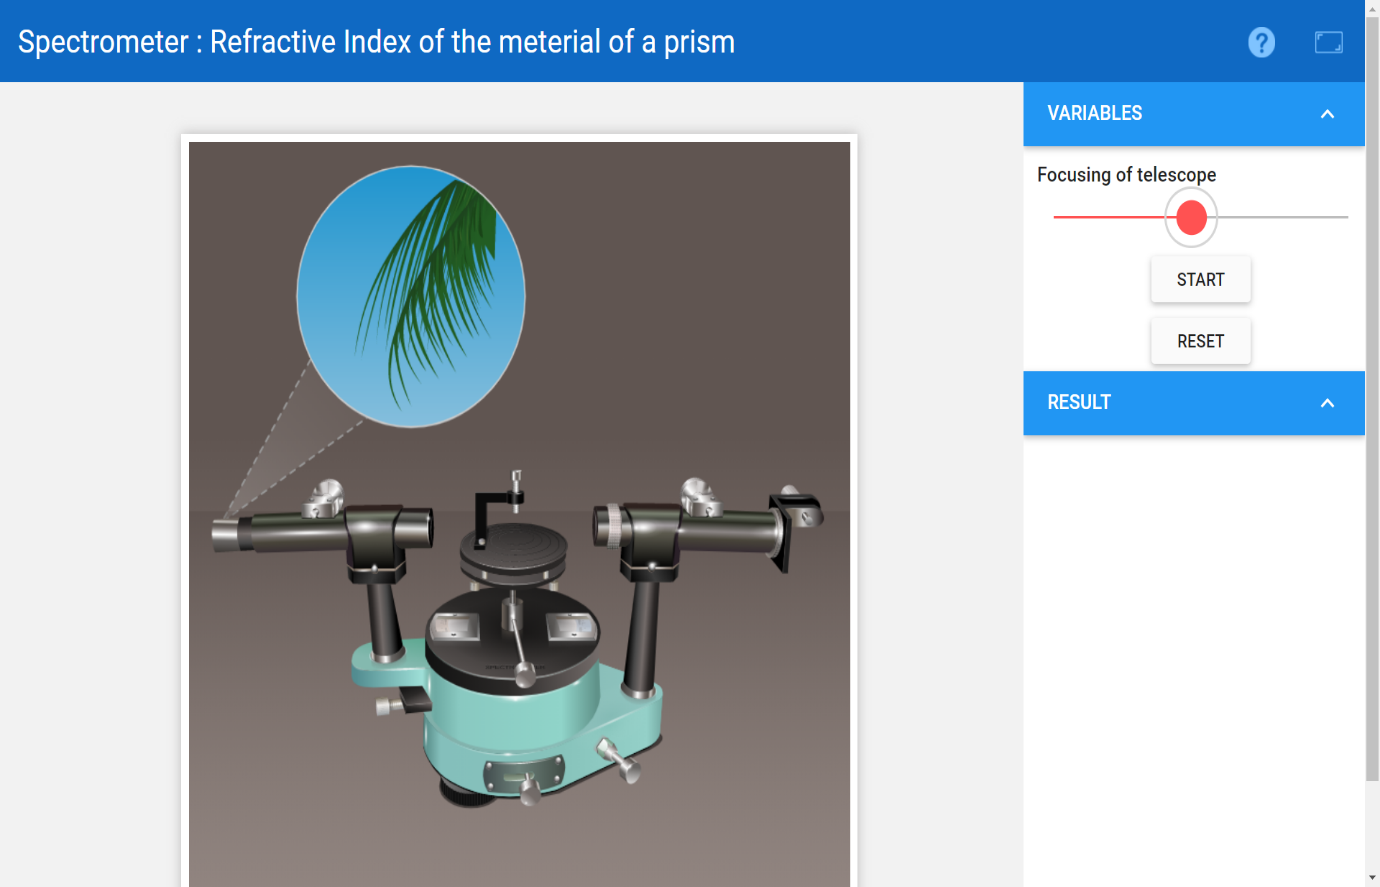 Spectrometer : Refractive Index of the meterial of a prism
?
VARIABLES
Focusing of telescope
START
RESET
RESULT